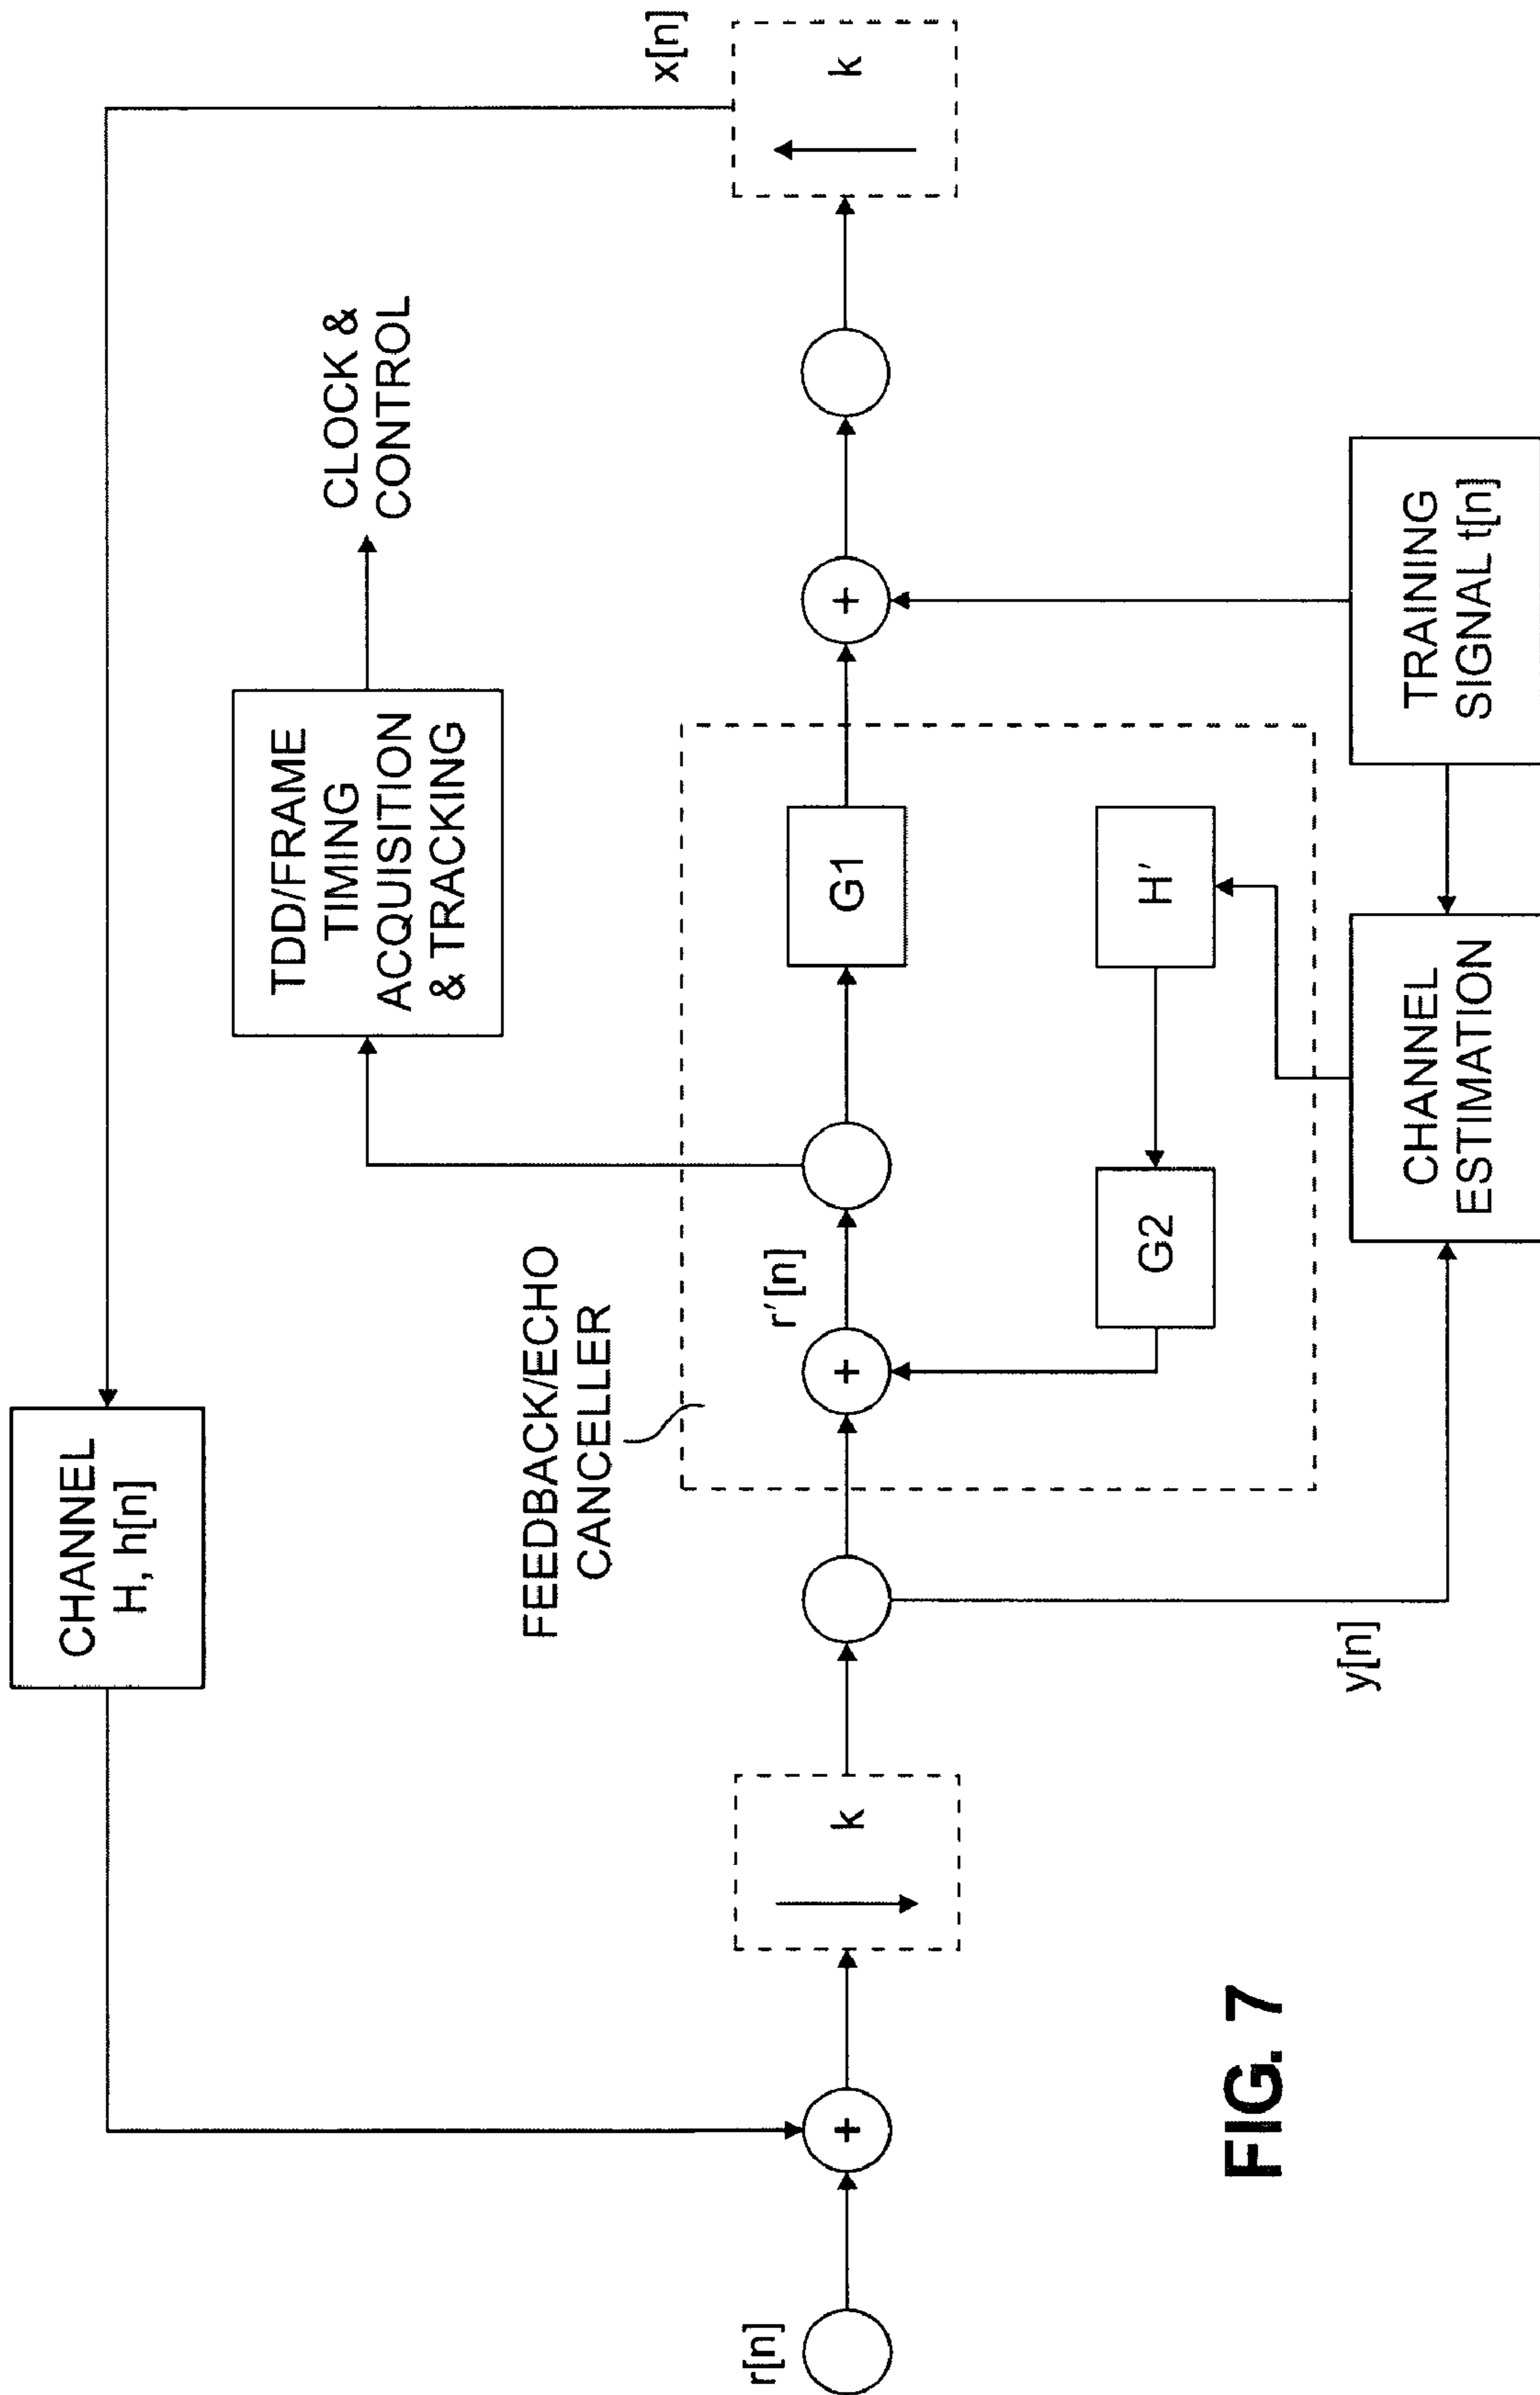 CHANNEL
H, h[n]
x[n]
TDD/FRAME
TIMING
ACQUISITION
& TRACKING
CLOCK &
CONTROL
FEEDBACK/ECHO
CANCELLER
r[n]
k
r′[n]
G1
k
G2
H′
y[n]
CHANNEL
ESTIMATION
TRAINING
SIGNAL t[n]
+
+
+
FIG. 7